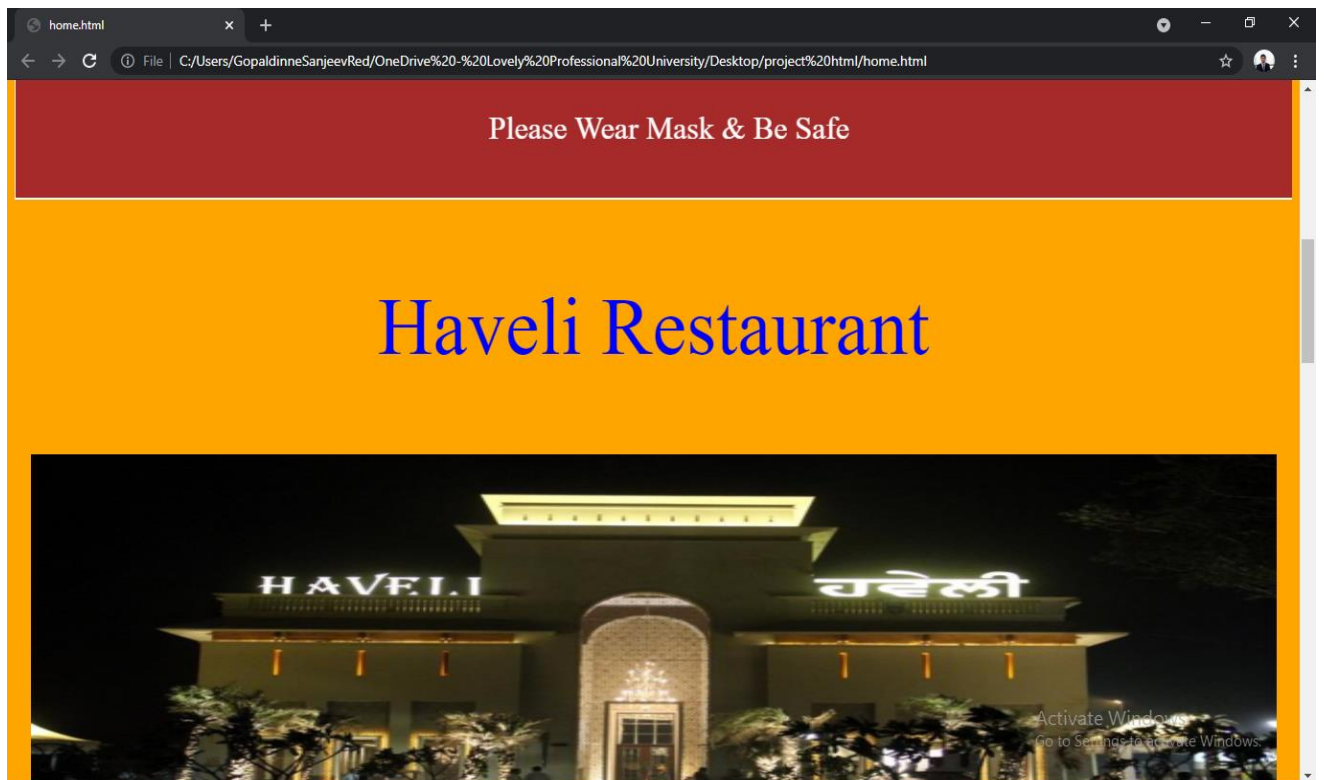 home.html
File | C:/Users/GopaldinneSanjeevRed/OneDrive%20-%20Lovely%20Professional%20University/Desktop/project%20html/home.html
Please Wear Mask & Be Safe
Haveli Restaurant
HAVELI ਹਵੇਲੀ
Activate Windows
Go to Settings to activate Windows.